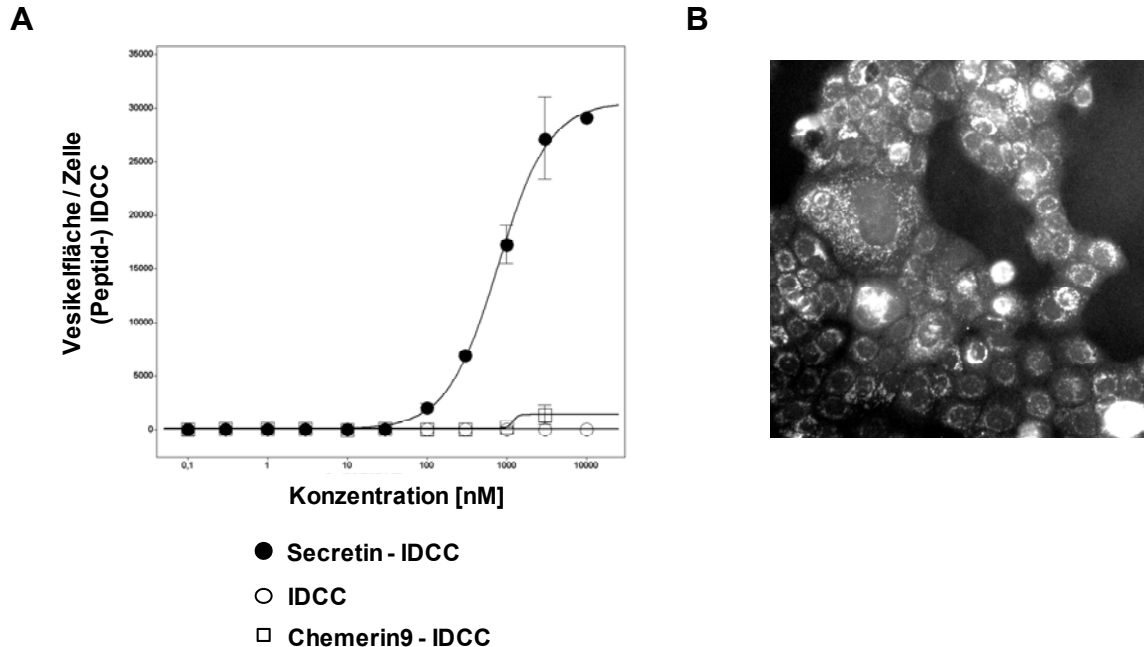 A
B
35000
30000
25000
20000
15000
10000
5000
0
Vesikelfläche / Zelle
(Peptid-) IDCC
0,1
1
10
100
1000
10000
Konzentration [nM]
Secretin - IDCC
IDCC
Chemerin9 - IDCC